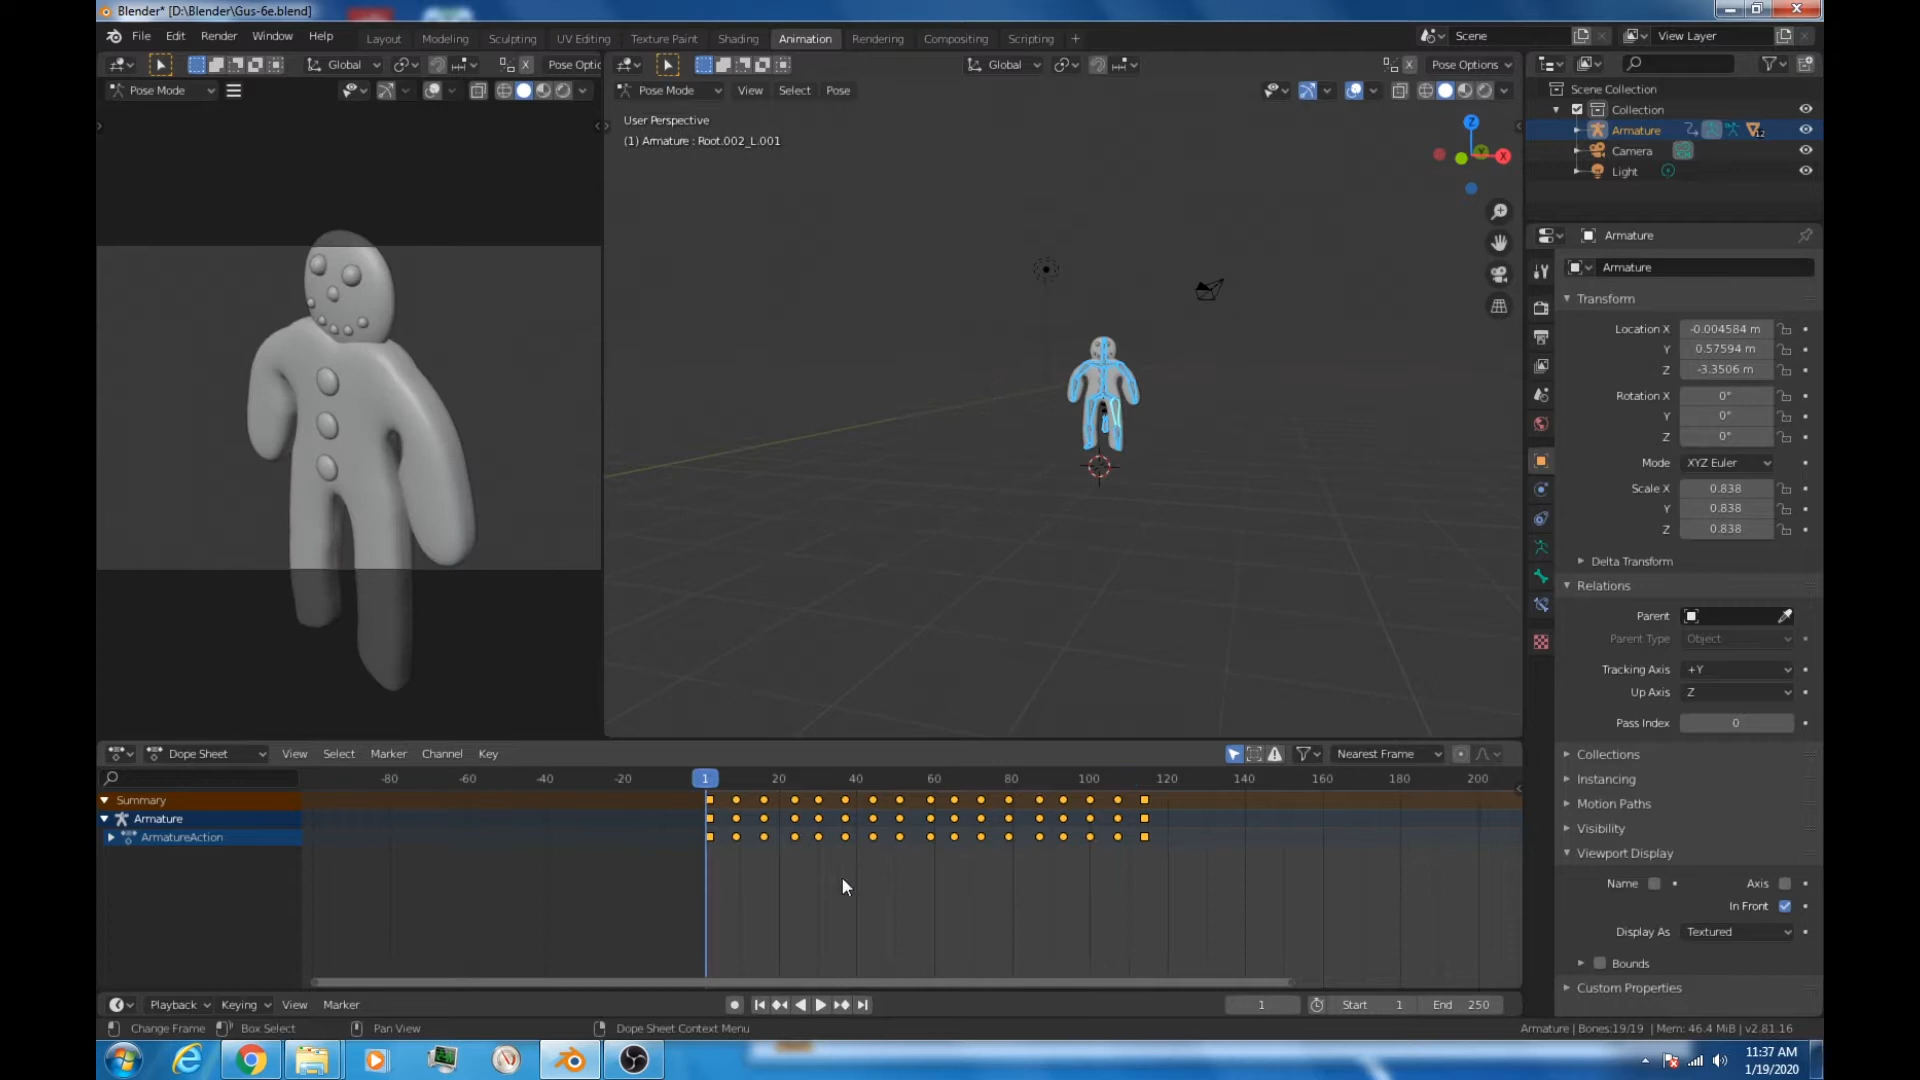 Blender* [D:\Blender\Gus-6e.blend]
File Edit Render Window Help Layout Modeling Sculpting UV Editing Texture Paint Shading Animation Rendering Compositing Scripting + Scene View Layer
Global Pose Optic Global Pose Options
Pose Mode Pose Mode View Select Pose
User Perspective
(1) Armature : Root.002_L.001
Z
X
Y
Scene Collection
Collection
Armature 12
Camera
Light
Armature
Armature
Transform
Location X -0.004584 m
Y 0.57594 m
Z -3.3506 m
Rotation X 0°
Y 0°
Z 0°
Mode XYZ Euler
Scale X 0.838
Y 0.838
Z 0.838
Delta Transform
Relations
Parent
Parent Type Object
Tracking Axis +Y
Up Axis Z
Pass Index 0
Collections
Instancing
Motion Paths
Visibility
Viewport Display
Name Axis
In Front
Display As Textured
Bounds
Custom Properties
Dope Sheet View Select Marker Channel Key Nearest Frame
-80 -60 -40 -20 1 20 40 60 80 100 120 140 160 180 200
Summary
Armature
ArmatureAction
Playback Keying View Marker 1 Start 1 End 250
Change Frame Box Select Pan View Dope Sheet Context Menu Armature | Bones:19/19 | Mem: 46.4 MiB | v2.81.16
11:37 AM
1/19/2020